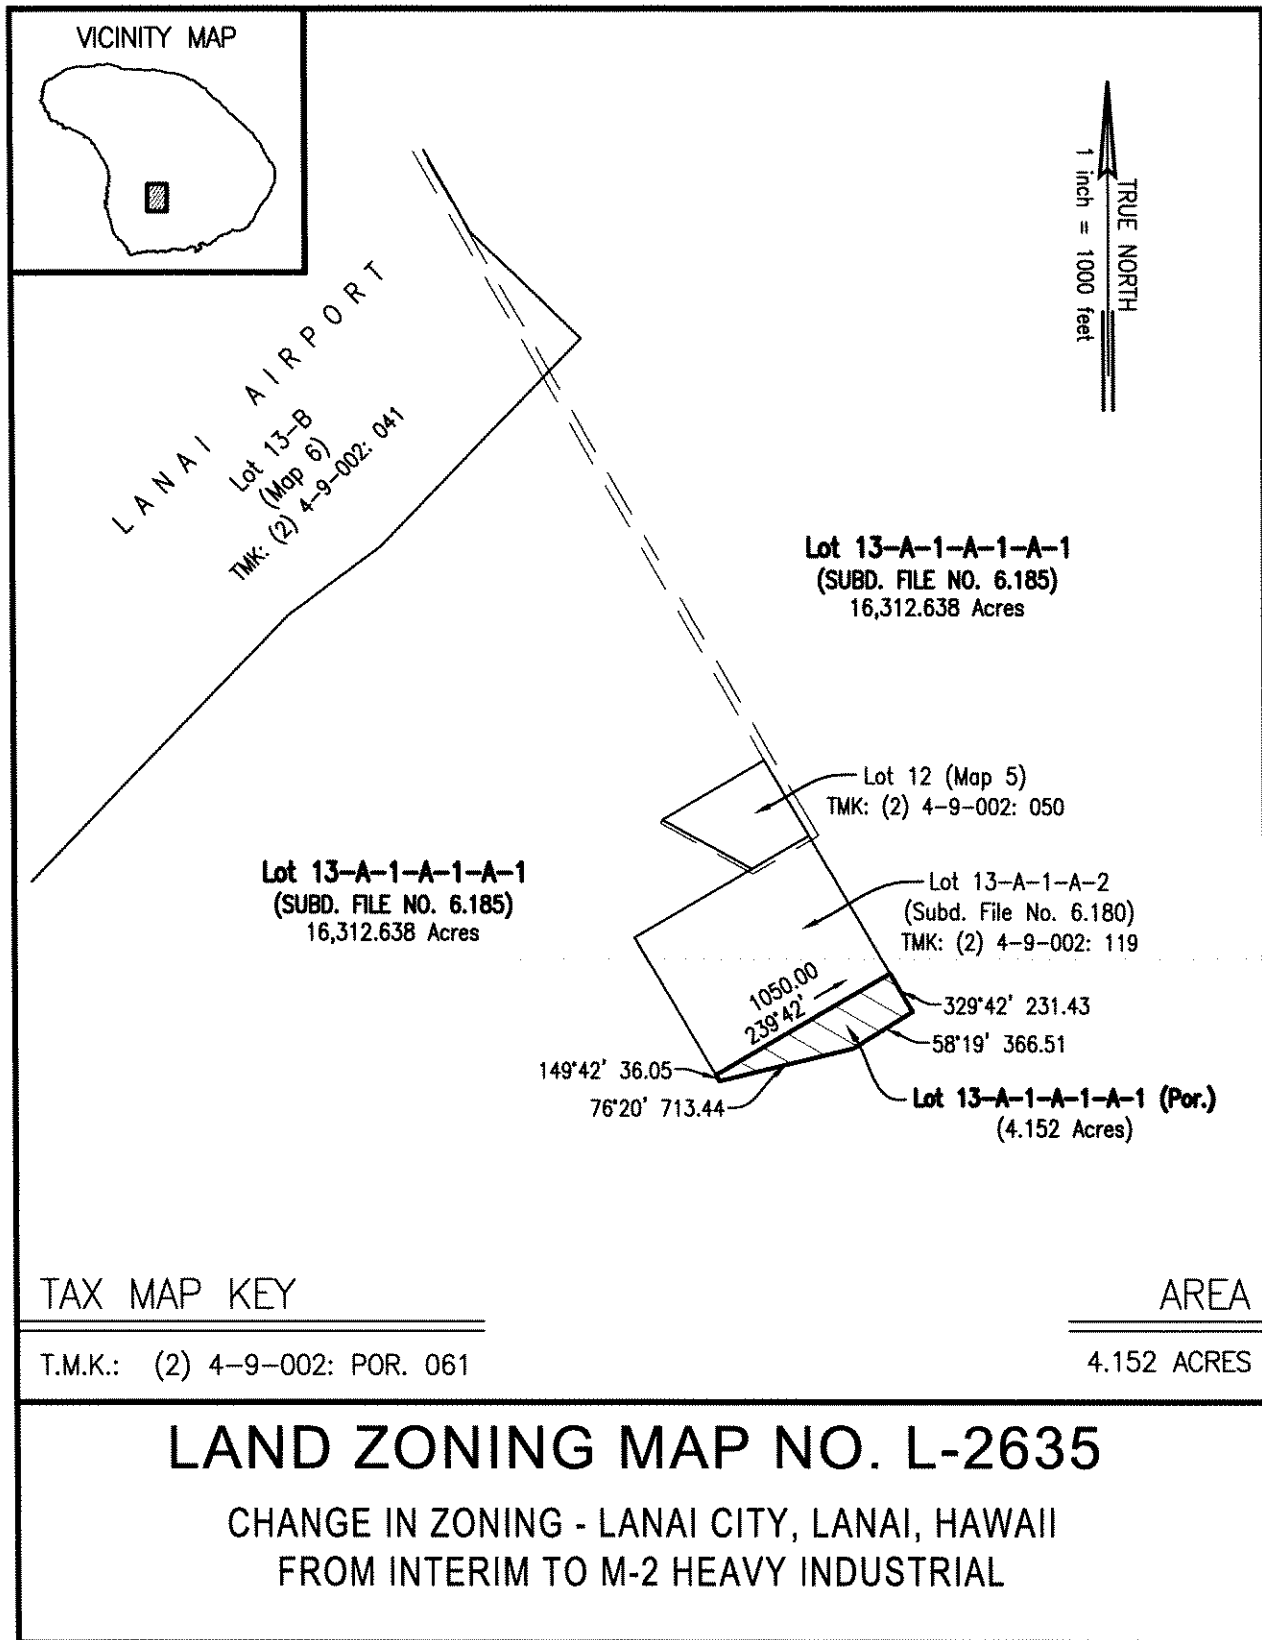 VICINITY MAP
TRUE NORTH
1 inch = 1000 feet
LANAI AIRPORT
Lot 13-B
(Map 6)
TMK: (2) 4-9-002: 041
Lot 13-A-1-A-1-A-1
(SUBD. FILE NO. 6.185)
16,312.638 Acres
Lot 12 (Map 5)
TMK: (2) 4-9-002: 050
Lot 13-A-1-A-1-A-1
(SUBD. FILE NO. 6.185)
16,312.638 Acres
Lot 13-A-1-A-2
(Subd. File No. 6.180)
TMK: (2) 4-9-002: 119
1050.00
239°42'
329°42' 231.43
58°19' 366.51
149°42' 36.05
76°20' 713.44
Lot 13-A-1-A-1-A-1 (Por.)
(4.152 Acres)
TAX MAP KEY
AREA
T.M.K.: (2) 4-9-002: POR. 061
4.152 ACRES
LAND ZONING MAP NO. L-2635
CHANGE IN ZONING - LANAI CITY, LANAI, HAWAII
FROM INTERIM TO M-2 HEAVY INDUSTRIAL